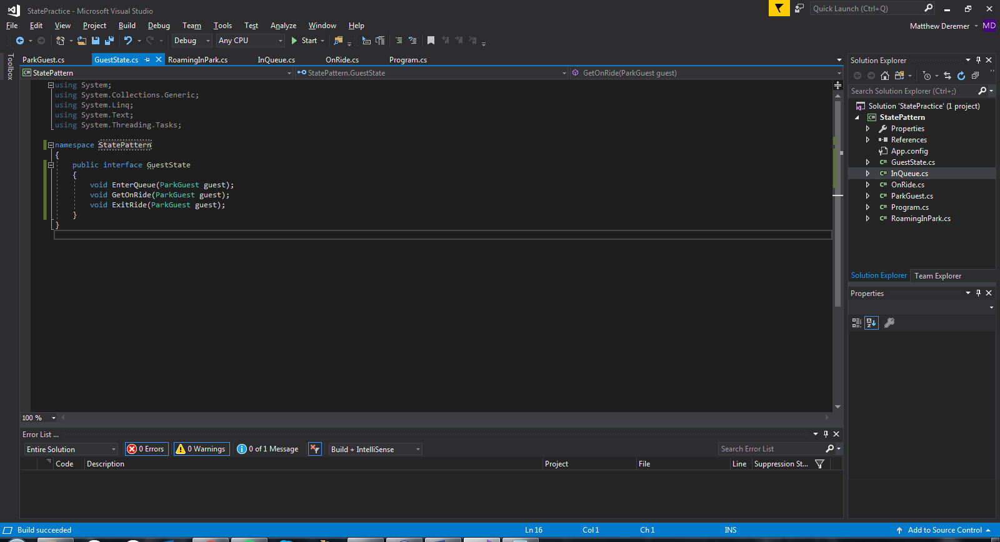 StatePractice - Microsoft Visual Studio
Quick Launch (Ctrl+Q)
File Edit View Project Build Debug Team Tools Test Analyze Window Help
Matthew Deremer MD
Debug Any CPU Start
Toolbox
ParkGuest.cs GuestState.cs RoamingInPark.cs InQueue.cs OnRide.cs Program.cs
C# StatePattern StatePattern.GuestState GetOnRide(ParkGuest guest)
using System;
using System.Collections.Generic;
using System.Linq;
using System.Text;
using System.Threading.Tasks;
namespace StatePattern
{
public interface GuestState
{
void EnterQueue(ParkGuest guest);
void GetOnRide(ParkGuest guest);
void ExitRide(ParkGuest guest);
}
}
100 %
Solution Explorer
Search Solution Explorer (Ctrl+;)
Solution 'StatePractice' (1 project)
C# StatePattern
Properties
References
App.config
C# GuestState.cs
C# InQueue.cs
C# OnRide.cs
C# ParkGuest.cs
C# Program.cs
C# RoamingInPark.cs
Solution Explorer Team Explorer
Properties
Error List ...
Entire Solution 0 Errors 0 Warnings 0 of 1 Message Build + IntelliSense Search Error List
Code Description Project File Line Suppression St...
Build succeeded Ln 16 Col 1 Ch 1 INS Add to Source Control